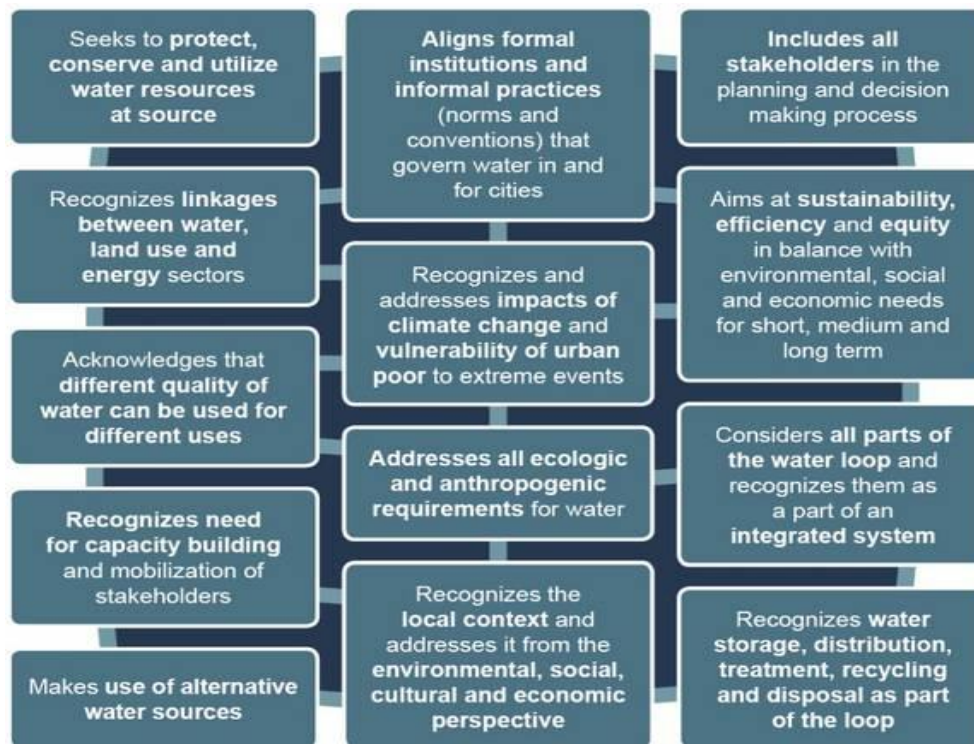 Seeks to protect,
conserve and utilize
water resources
at source
Recognizes linkages
between water,
land use and
energy sectors
Acknowledges that
different quality of
water can be used for
different uses
Recognizes need
for capacity building
and mobilization of
stakeholders
Makes use of alternative
water sources
Aligns formal
institutions and
informal practices
(norms and
conventions) that
govern water in and
for cities
Recognizes and
addresses impacts of
climate change and
vulnerability of urban
poor to extreme events
Addresses all ecologic
and anthropogenic
requirements for water
Recognizes the
local context and
addresses it from the
environmental, social,
cultural and economic
perspective
Includes all
stakeholders in the
planning and decision
making process
Aims at sustainability,
efficiency and equity
in balance with
environmental, social
and economic needs
for short, medium and
long term
Considers all parts of
the water loop and
recognizes them as
a part of an
integrated system
Recognizes water
storage, distribution,
treatment, recycling
and disposal as part
of the loop